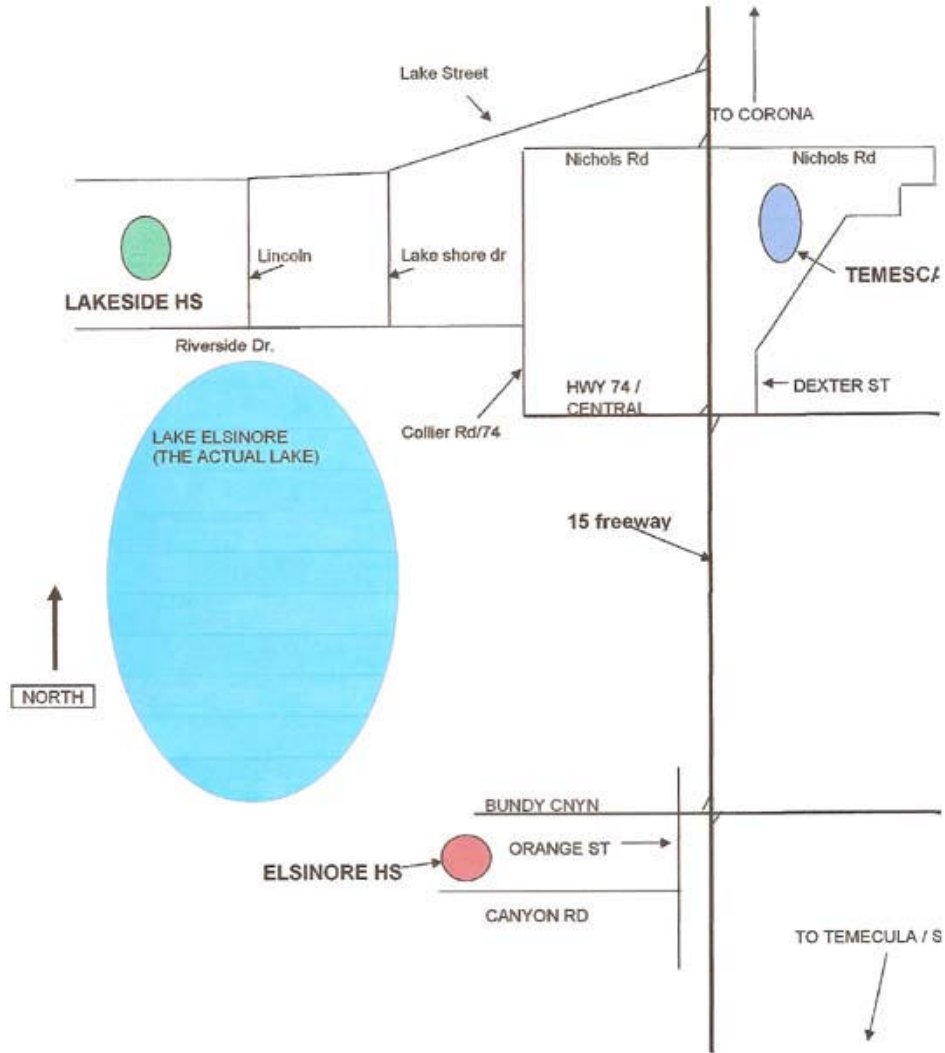 Lake Street
TO CORONA
Nichols Rd
Nichols Rd
Lincoln
Lake shore dr
TEMESCA
LAKESIDE HS
Riverside Dr.
HWY 74 /
CENTRAL
DEXTER ST
Collier Rd/74
LAKE ELSINORE
(THE ACTUAL LAKE)
15 freeway
NORTH
BUNDY CNYN
ORANGE ST
ELSINORE HS
CANYON RD
TO TEMECULA / S